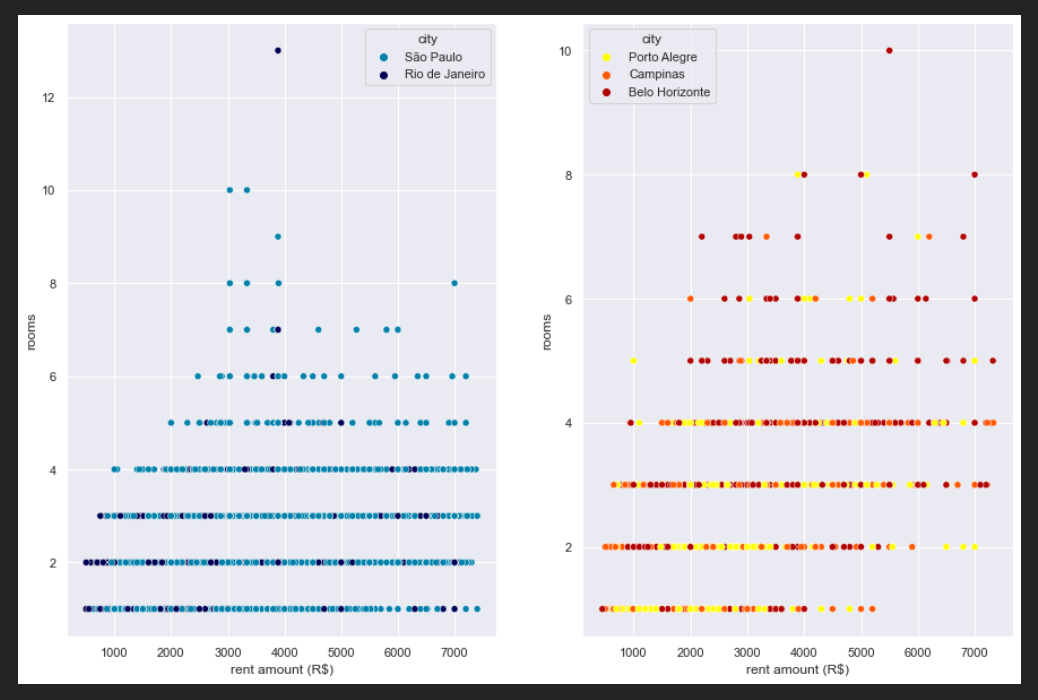 city
São Paulo
Rio de Janeiro
12
10
8
6
4
2
rooms
1000 2000 3000 4000 5000 6000 7000
rent amount (R$)
city
Porto Alegre
Campinas
Belo Horizonte
10
8
6
4
2
rooms
1000 2000 3000 4000 5000 6000 7000
rent amount (R$)